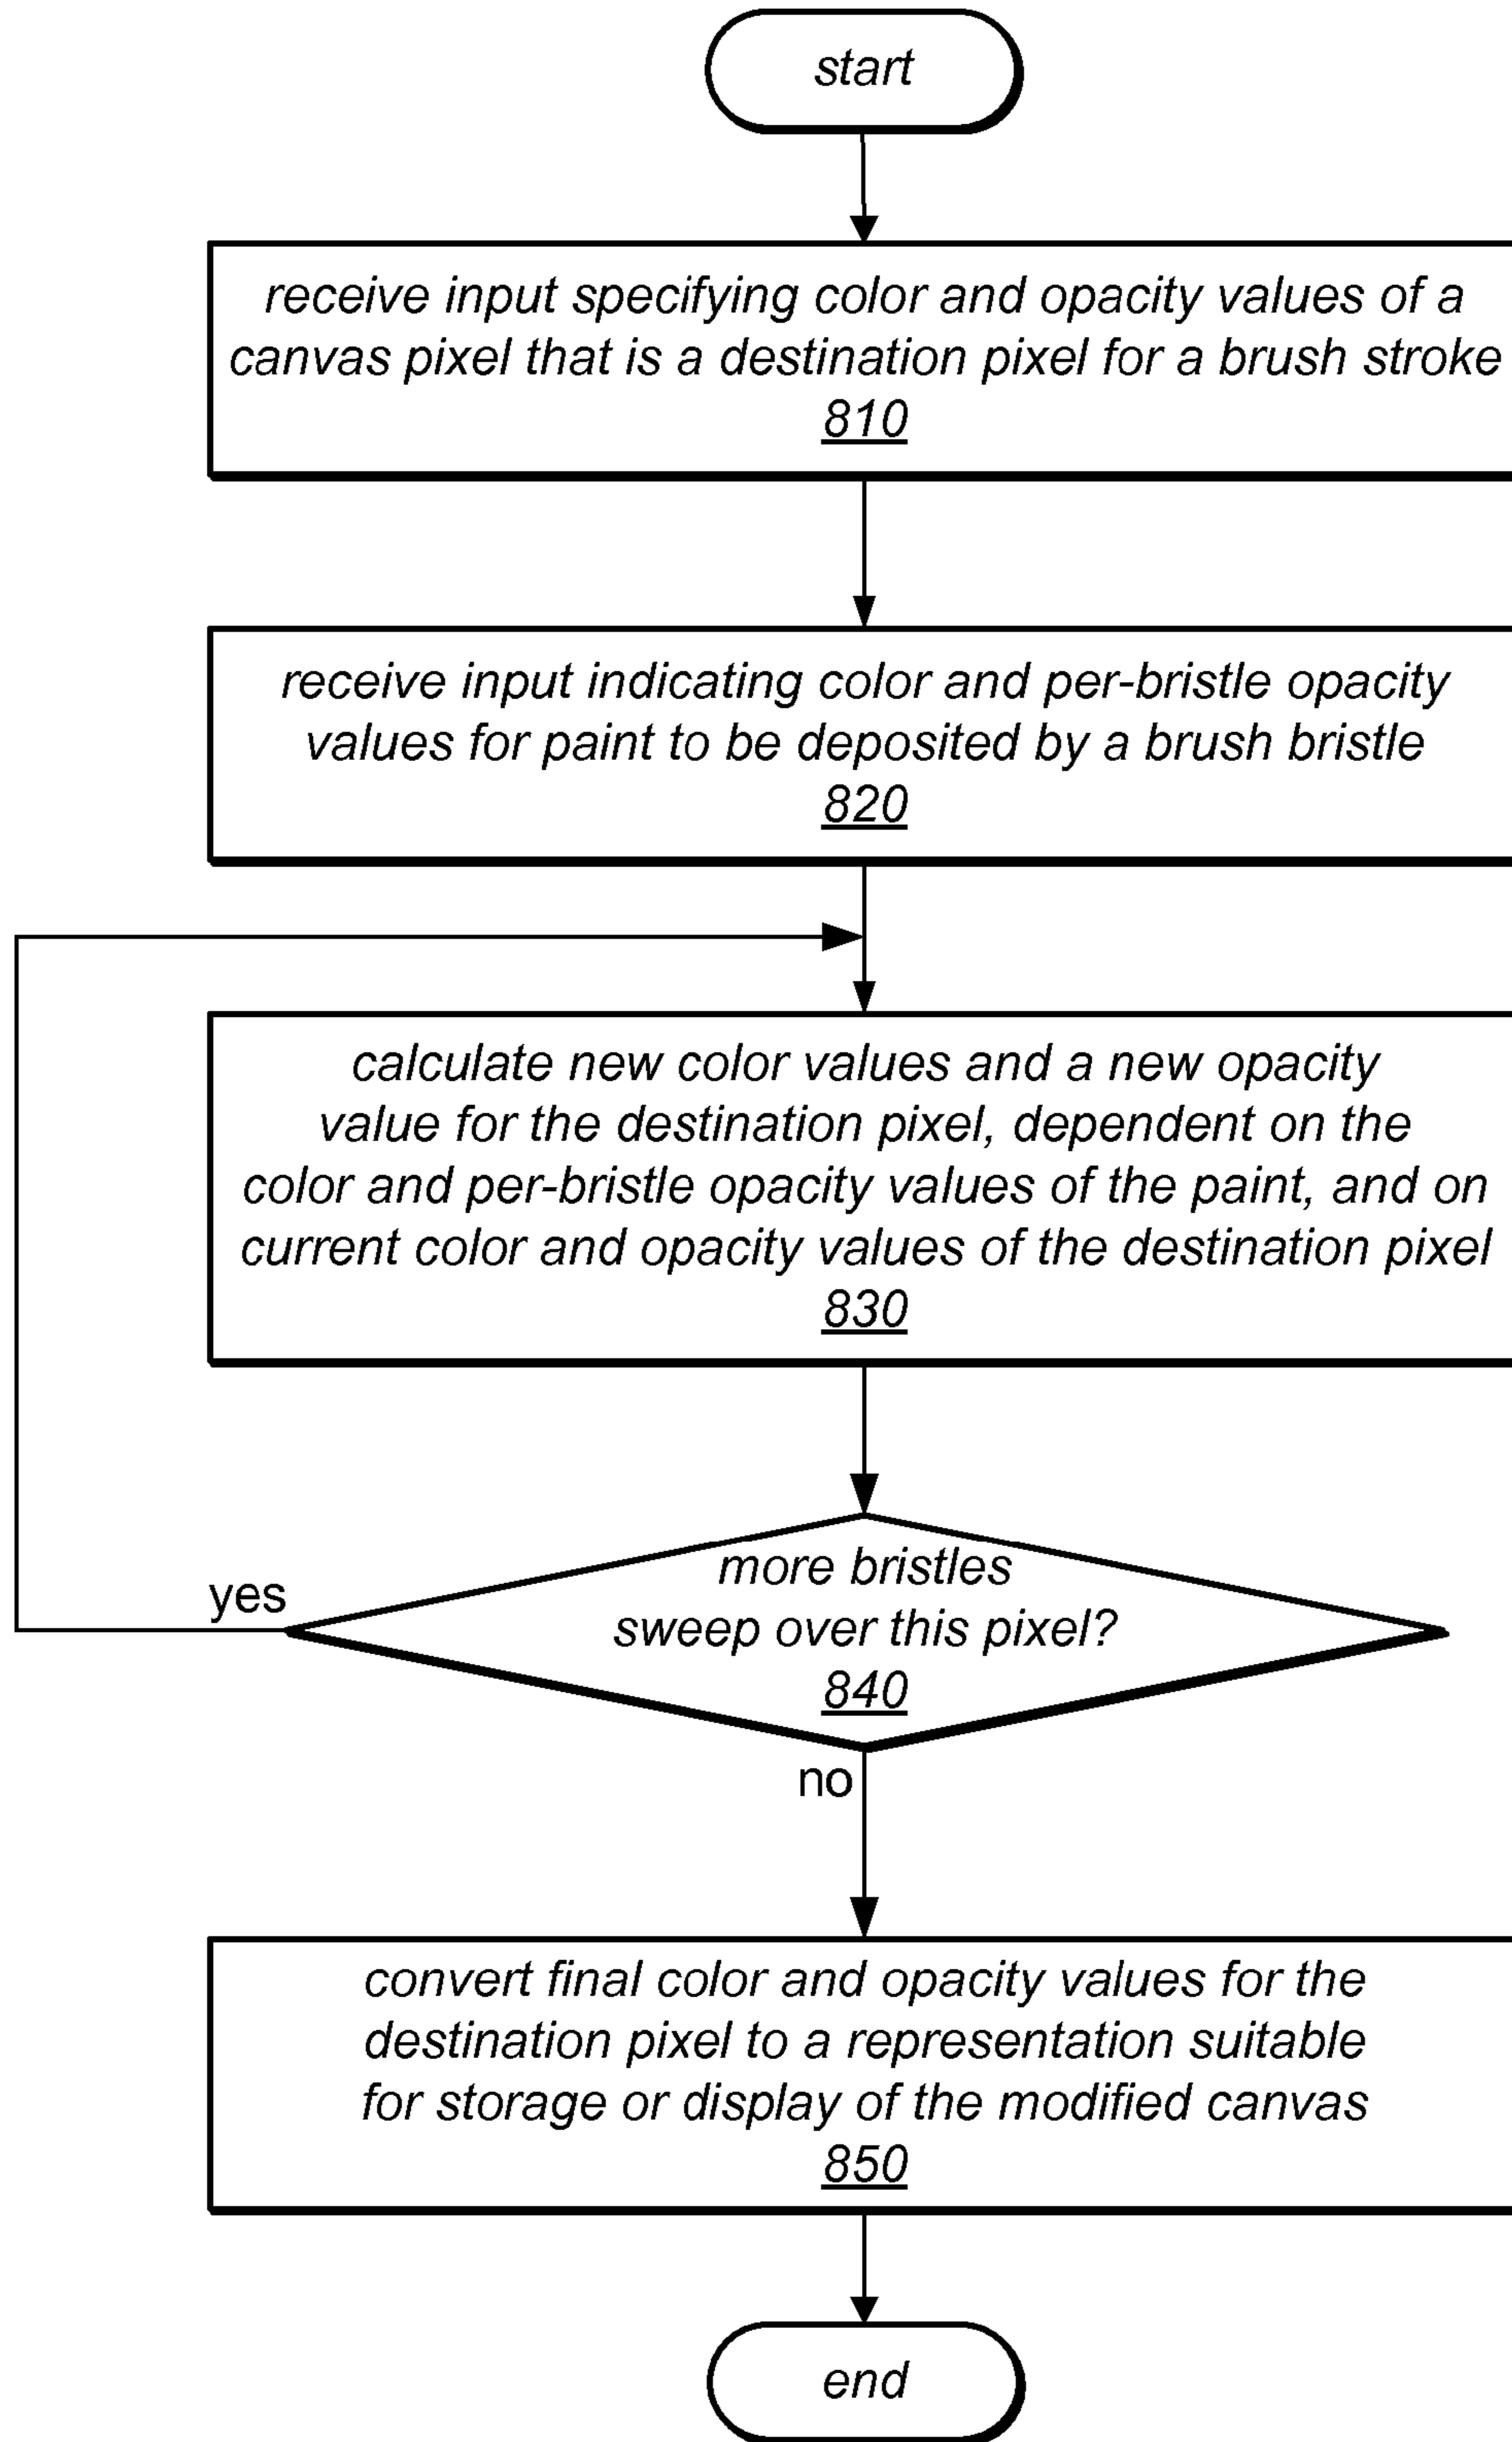 start
receive input specifying color and opacity values of a
canvas pixel that is a destination pixel for a brush stroke
810
receive input indicating color and per-bristle opacity
values for paint to be deposited by a brush bristle
820
calculate new color values and a new opacity
value for the destination pixel, dependent on the
color and per-bristle opacity values of the paint, and on
current color and opacity values of the destination pixel
830
more bristles
sweep over this pixel?
840
yes
no
convert final color and opacity values for the
destination pixel to a representation suitable
for storage or display of the modified canvas
850
end